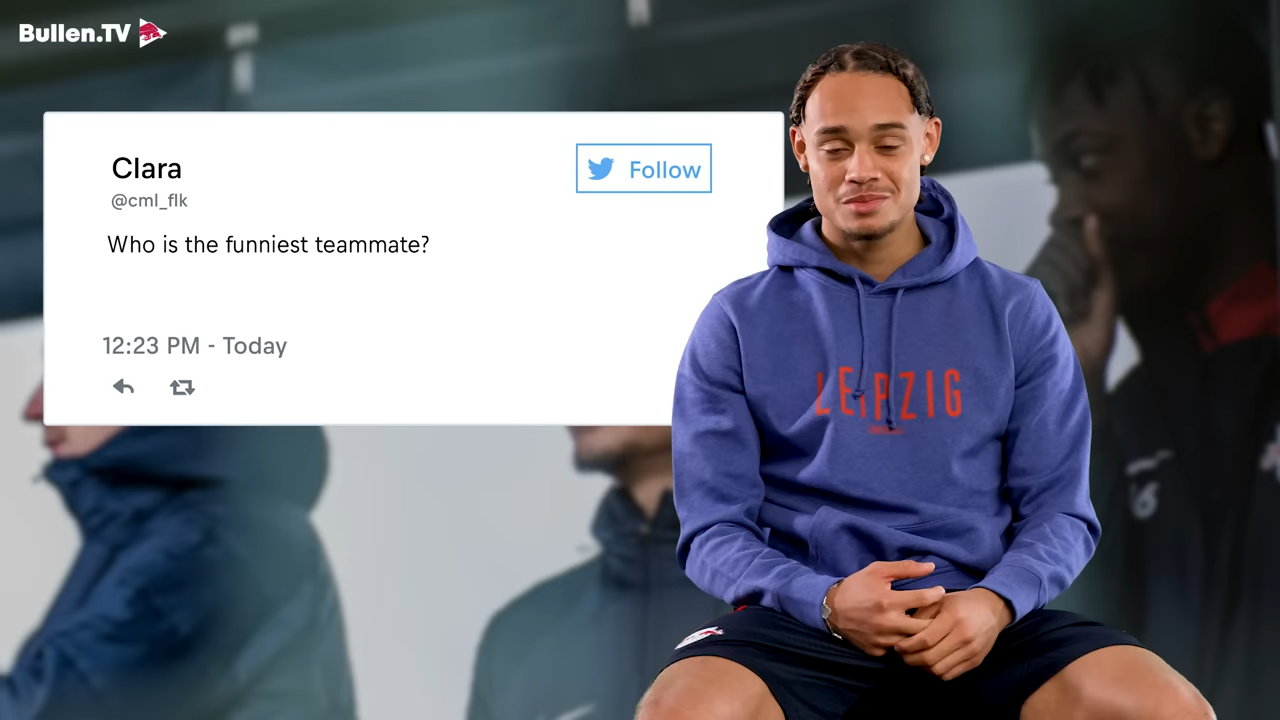 Bullen.TV
Clara
Follow
@cml_flk
Who is the funniest teammate?
12:23 PM - Today
LEIPZIG